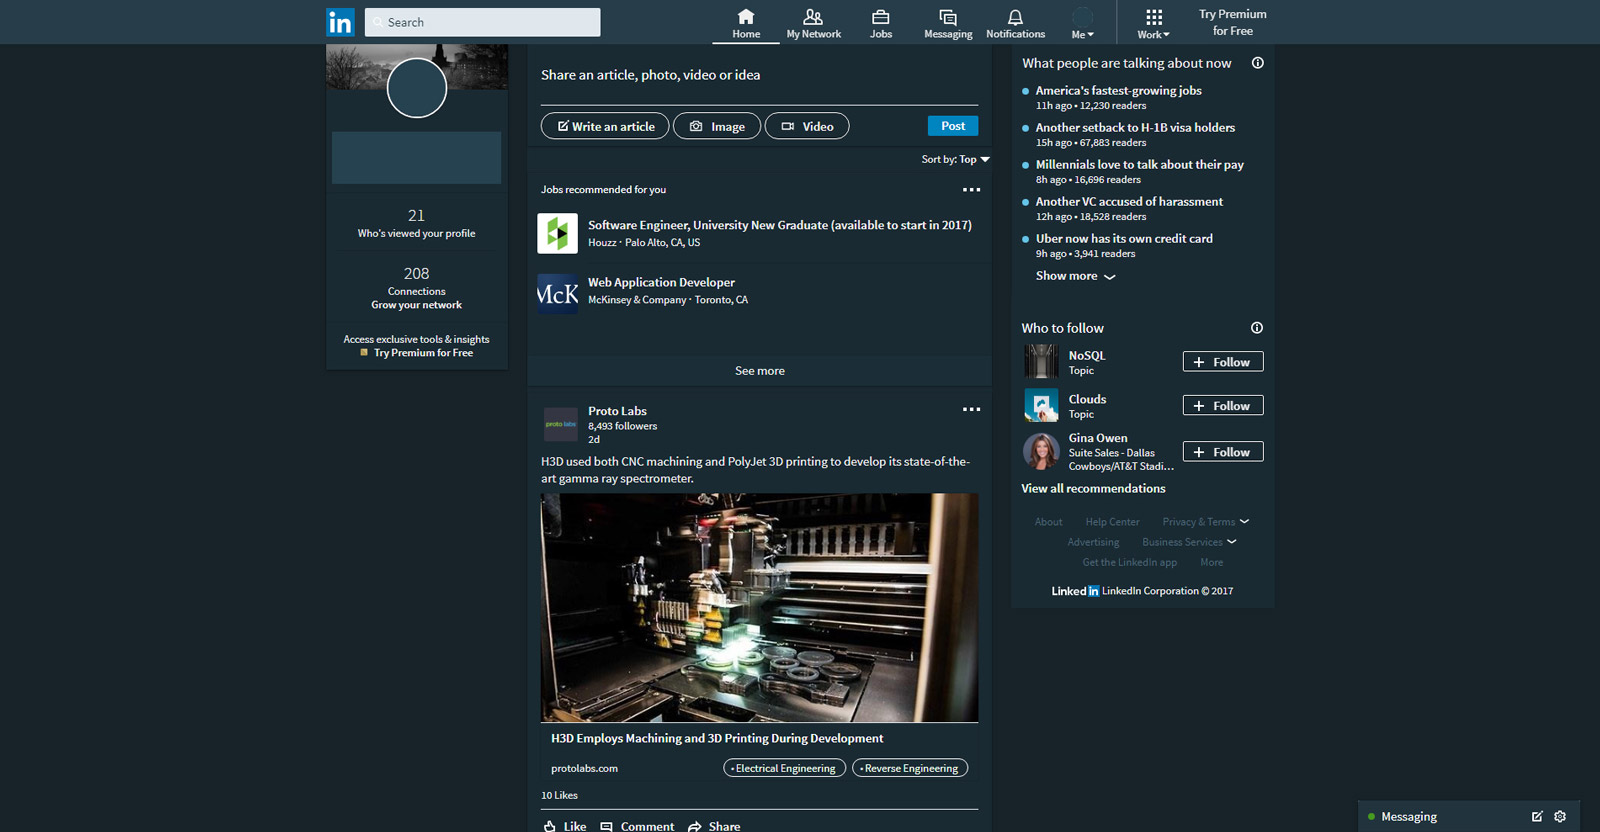 in
Search
Home
My Network
Jobs
Messaging
Notifications
Me
Work
Try Premium
for Free
21
Who's viewed your profile
208
Connections
Grow your network
Access exclusive tools & insights
Try Premium for Free
Share an article, photo, video or idea
Write an article
Image
Video
Post
Sort by: Top
Jobs recommended for you
Software Engineer, University New Graduate (available to start in 2017)
Houzz · Palo Alto, CA, US
McK
Web Application Developer
McKinsey & Company · Toronto, CA
See more
proto labs
Proto Labs
8,493 followers
2d
H3D used both CNC machining and PolyJet 3D printing to develop its state-of-the-
art gamma ray spectrometer.
H3D Employs Machining and 3D Printing During Development
protolabs.com
• Electrical Engineering
• Reverse Engineering
10 Likes
Like
Comment
Share
What people are talking about now
America's fastest-growing jobs
11h ago • 12,230 readers
Another setback to H-1B visa holders
15h ago • 67,883 readers
Millennials love to talk about their pay
8h ago • 16,696 readers
Another VC accused of harassment
12h ago • 18,528 readers
Uber now has its own credit card
9h ago • 3,941 readers
Show more
Who to follow
NoSQL
Topic
+ Follow
Clouds
Topic
+ Follow
Gina Owen
Suite Sales - Dallas
Cowboys/AT&T Stadi...
+ Follow
View all recommendations
About Help Center Privacy & Terms
Advertising Business Services
Get the LinkedIn app More
Linkedin LinkedIn Corporation © 2017
Messaging